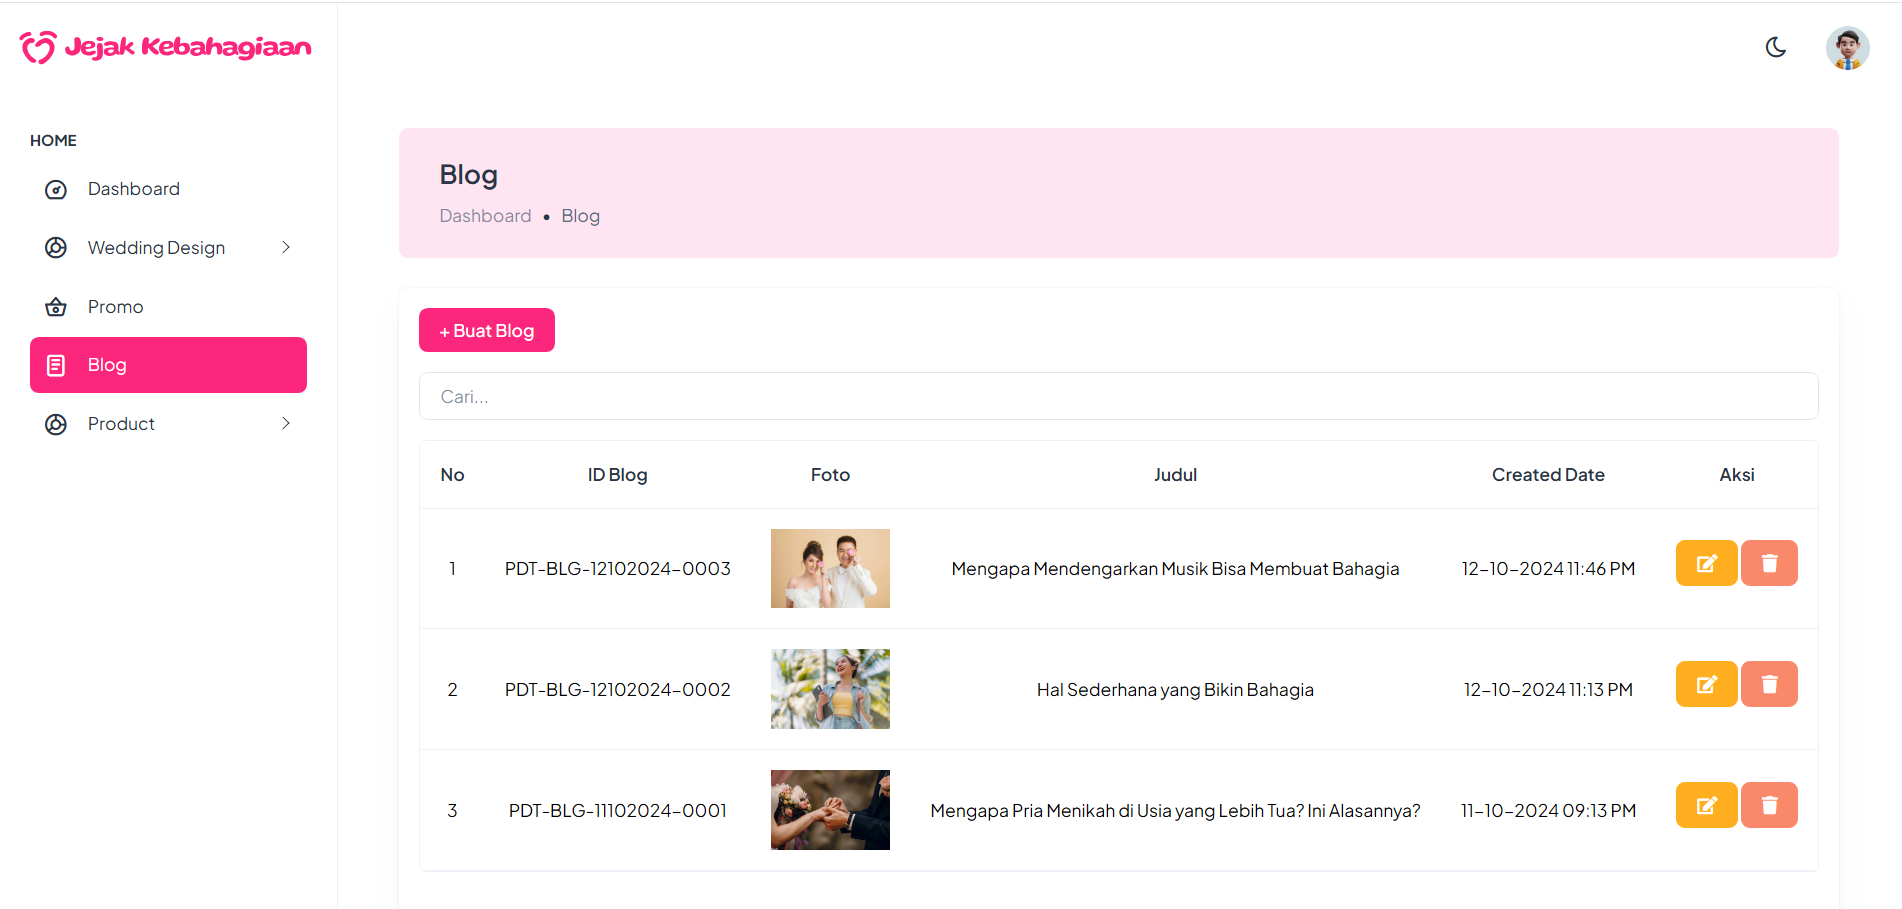 Jejak Kebahagiaan
HOME
Dashboard
Wedding Design
Promo
Blog
Product
Blog
Dashboard • Blog
+ Buat Blog
Cari...
No ID Blog Foto Judul Created Date Aksi
1 PDT-BLG-12102024-0003 Mengapa Mendengarkan Musik Bisa Membuat Bahagia 12-10-2024 11:46 PM
2 PDT-BLG-12102024-0002 Hal Sederhana yang Bikin Bahagia 12-10-2024 11:13 PM
3 PDT-BLG-11102024-0001 Mengapa Pria Menikah di Usia yang Lebih Tua? Ini Alasannya? 11-10-2024 09:13 PM